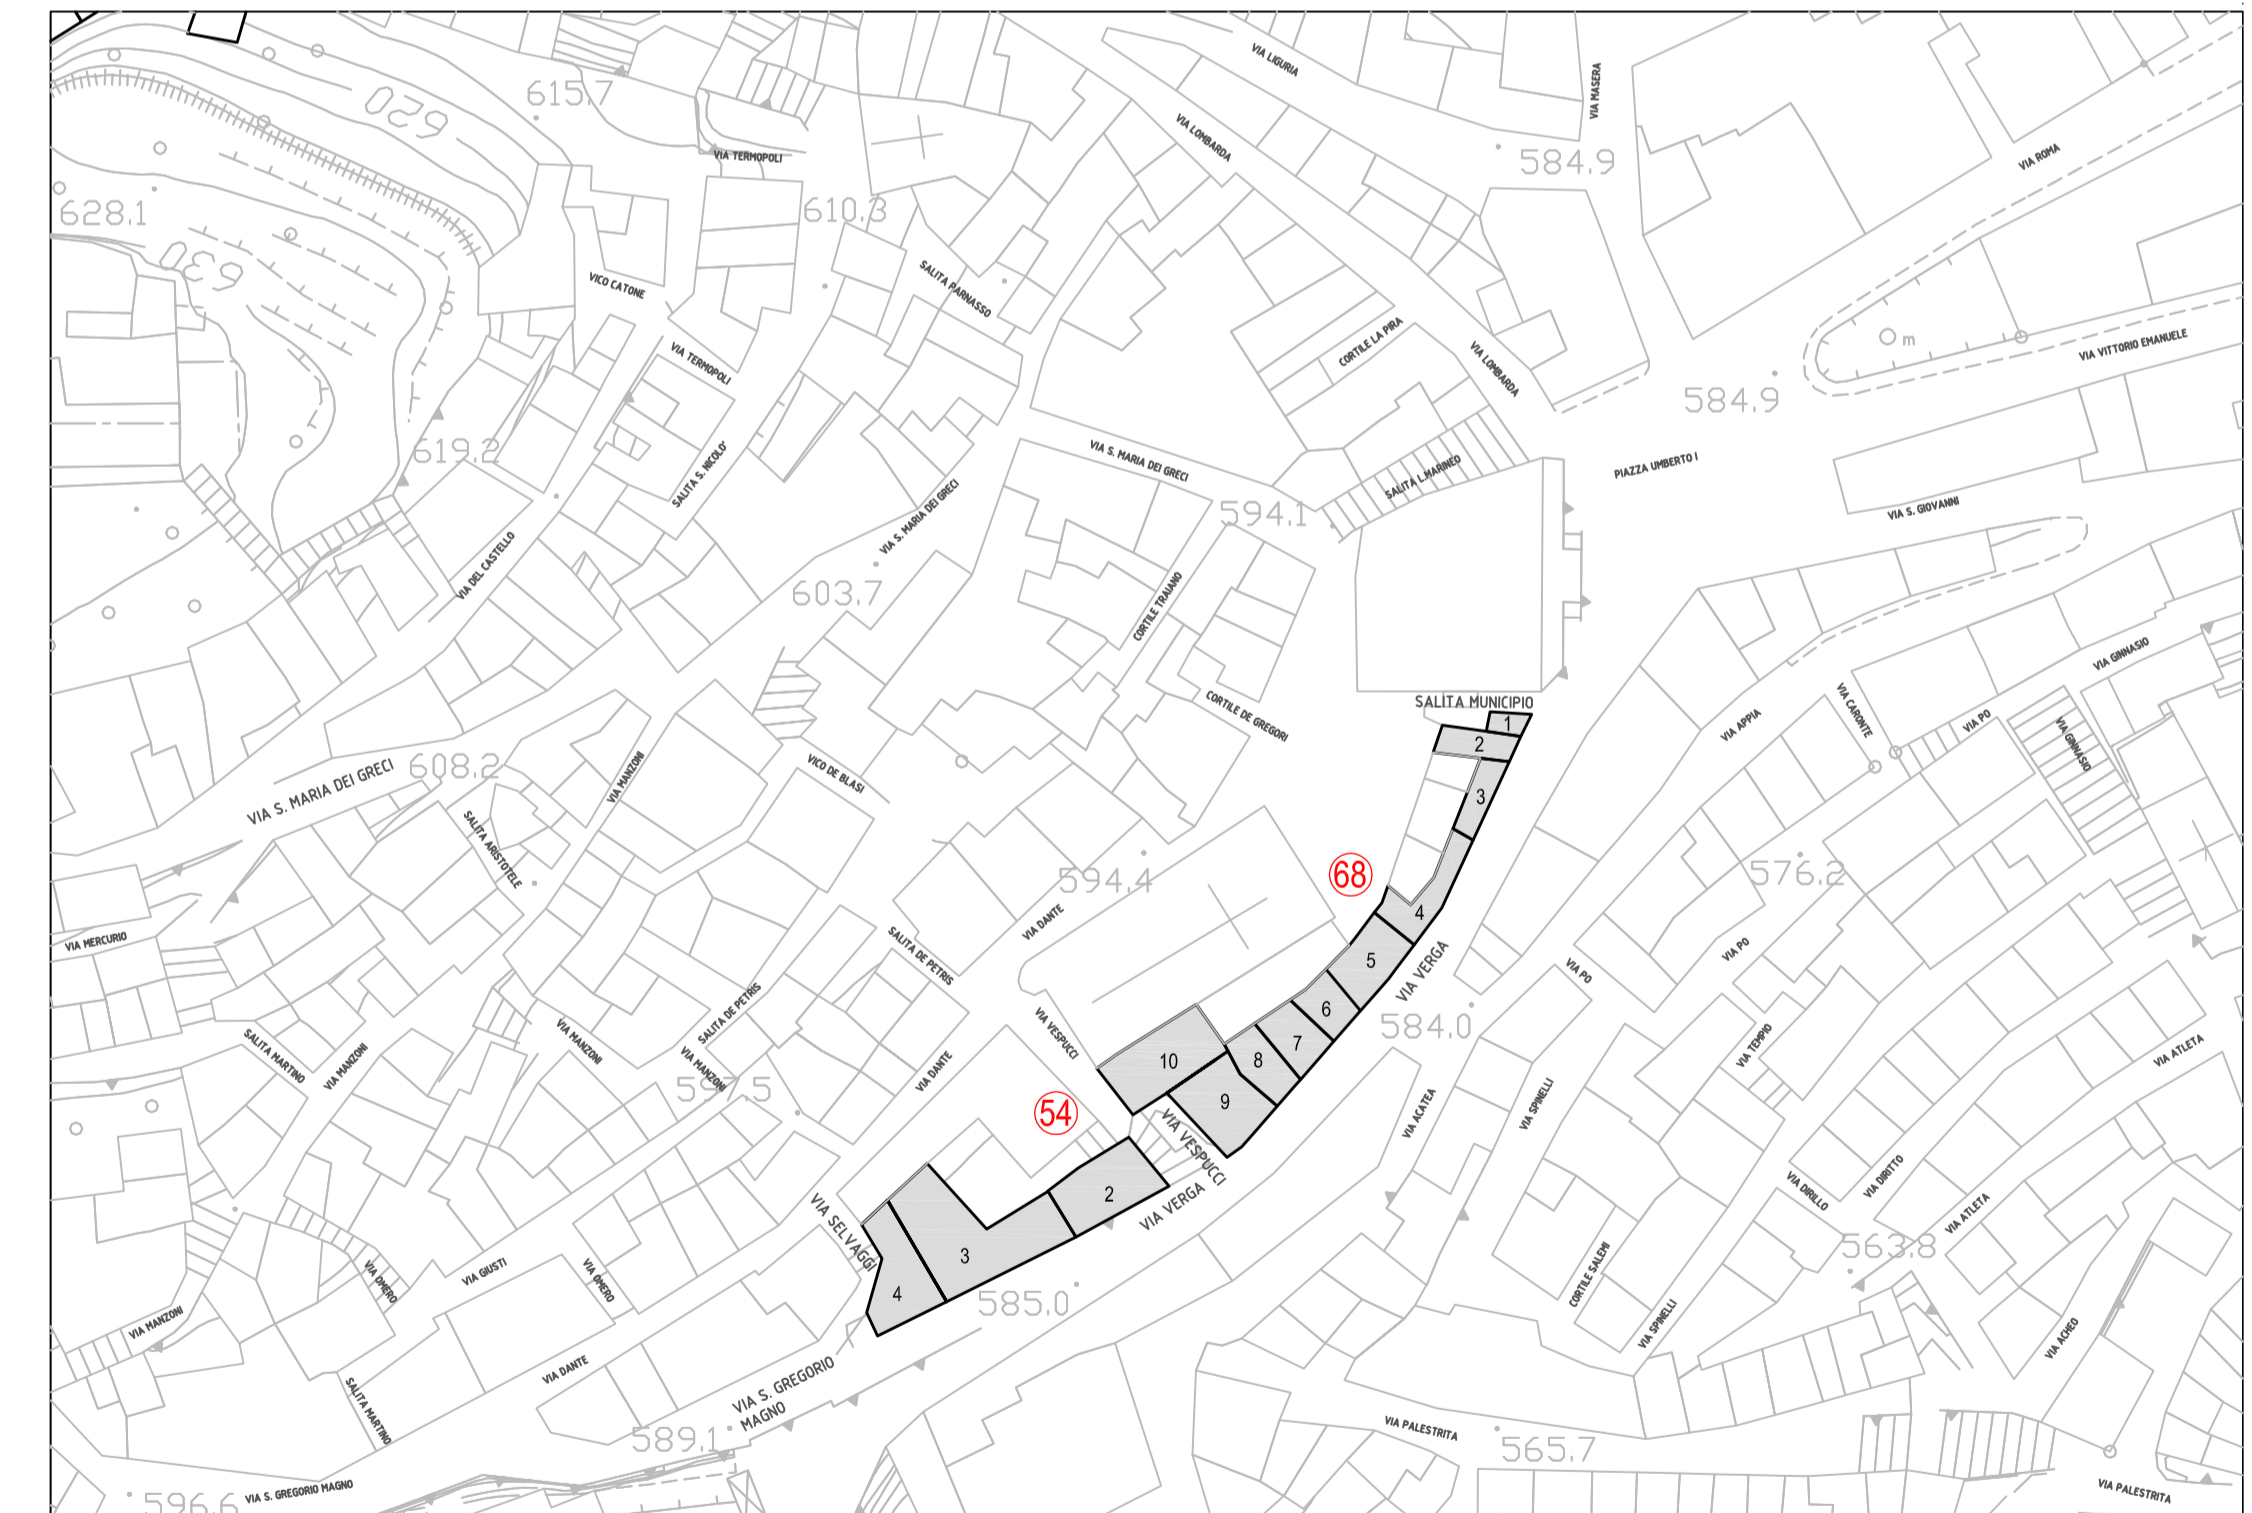 VIA LIGURIA
VIA MASERA
615.7
620
VIA LOMBARDA
VIA TERMOPOLI
584.9
VIA ROMA
628.1
610.3
630
VICO CATONE
SALITA PARNASSO
CORTILE LA PIRA
VIA LOMBARDA
m
VIA VITTORIO EMANUELE
VIA TERMOPOLI
584.9
619.2
SALITA S. NICOLO'
VIA S. MARIA DEI GRECI
SALITA L.MARINEO
PIAZZA UMBERTO I
VIA S. MARIA DEI GRECI
594.1
VIA S. GIOVANNI
VIA DEL CASTELLO
603.7
CORTILE TRAIANO
VIA GINNASIO
SALITA MUNICIPIO
CORTILE DE GREGORI
1
VIA APPIA
VIA CARONTE
VIA PO
VIA GINNASIO
2
VIA S. MARIA DEI GRECI
608.2
VIA MANZONI
VICO DE BLASI
3
SALITA ARISTOTELE
594.4
68
576.2
4
VIA MERCURIO
VIA DANTE
SALITA DE PETRIS
5
VIA VERGA
VIA PO
VIA PO
6
SALITA DE PETRIS
584.0
VIA VESPUCCI
7
VIA MANZONI
SALITA MARTINO
VIA MANZONI
VIA MANZONI
VIA DANTE
10
8
VIA TEMPIO
VIA ATLETA
597.5
54
9
VIA ACATEA
VIA SPINELLI
VIA VESPUCCI
2
VIA VERGA
VIA DIRILLO
VIA DIRITTO
VIA ATLETA
VIA SELVAGGI
3
563.8
VIA GIUSTI
VIA OMERO
VIA OMERO
4
585.0
CORTILE SALEMI
VIA MANZONI
VIA SPINELLI
VIA ACHEO
VIA DANTE
VIA S. GREGORIO
MAGNO
SALITA MARTINO
589.1
VIA PALESTRITA
565.7
596.6
VIA S. GREGORIO MAGNO
VIA PALESTRITA